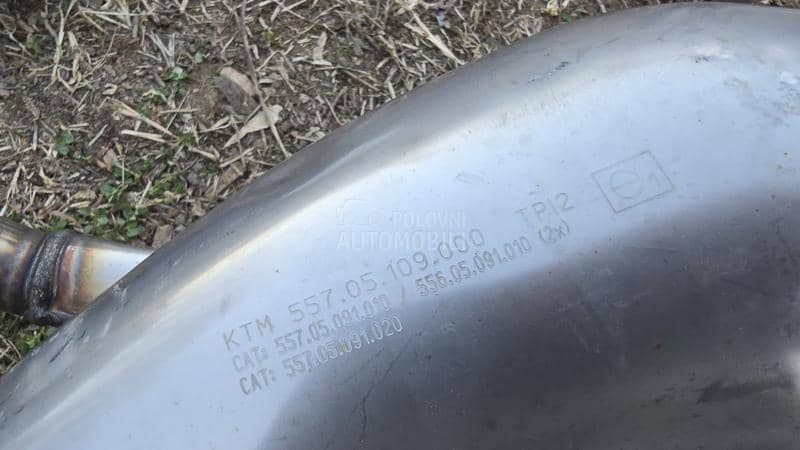 POLOVNI
AUTOMOBILI
KTM 557.05.109.000 TPI2 e1
CAT: 557.05.091.010 / 556.05.091.010 (2x)
CAT: 557.05.091.020